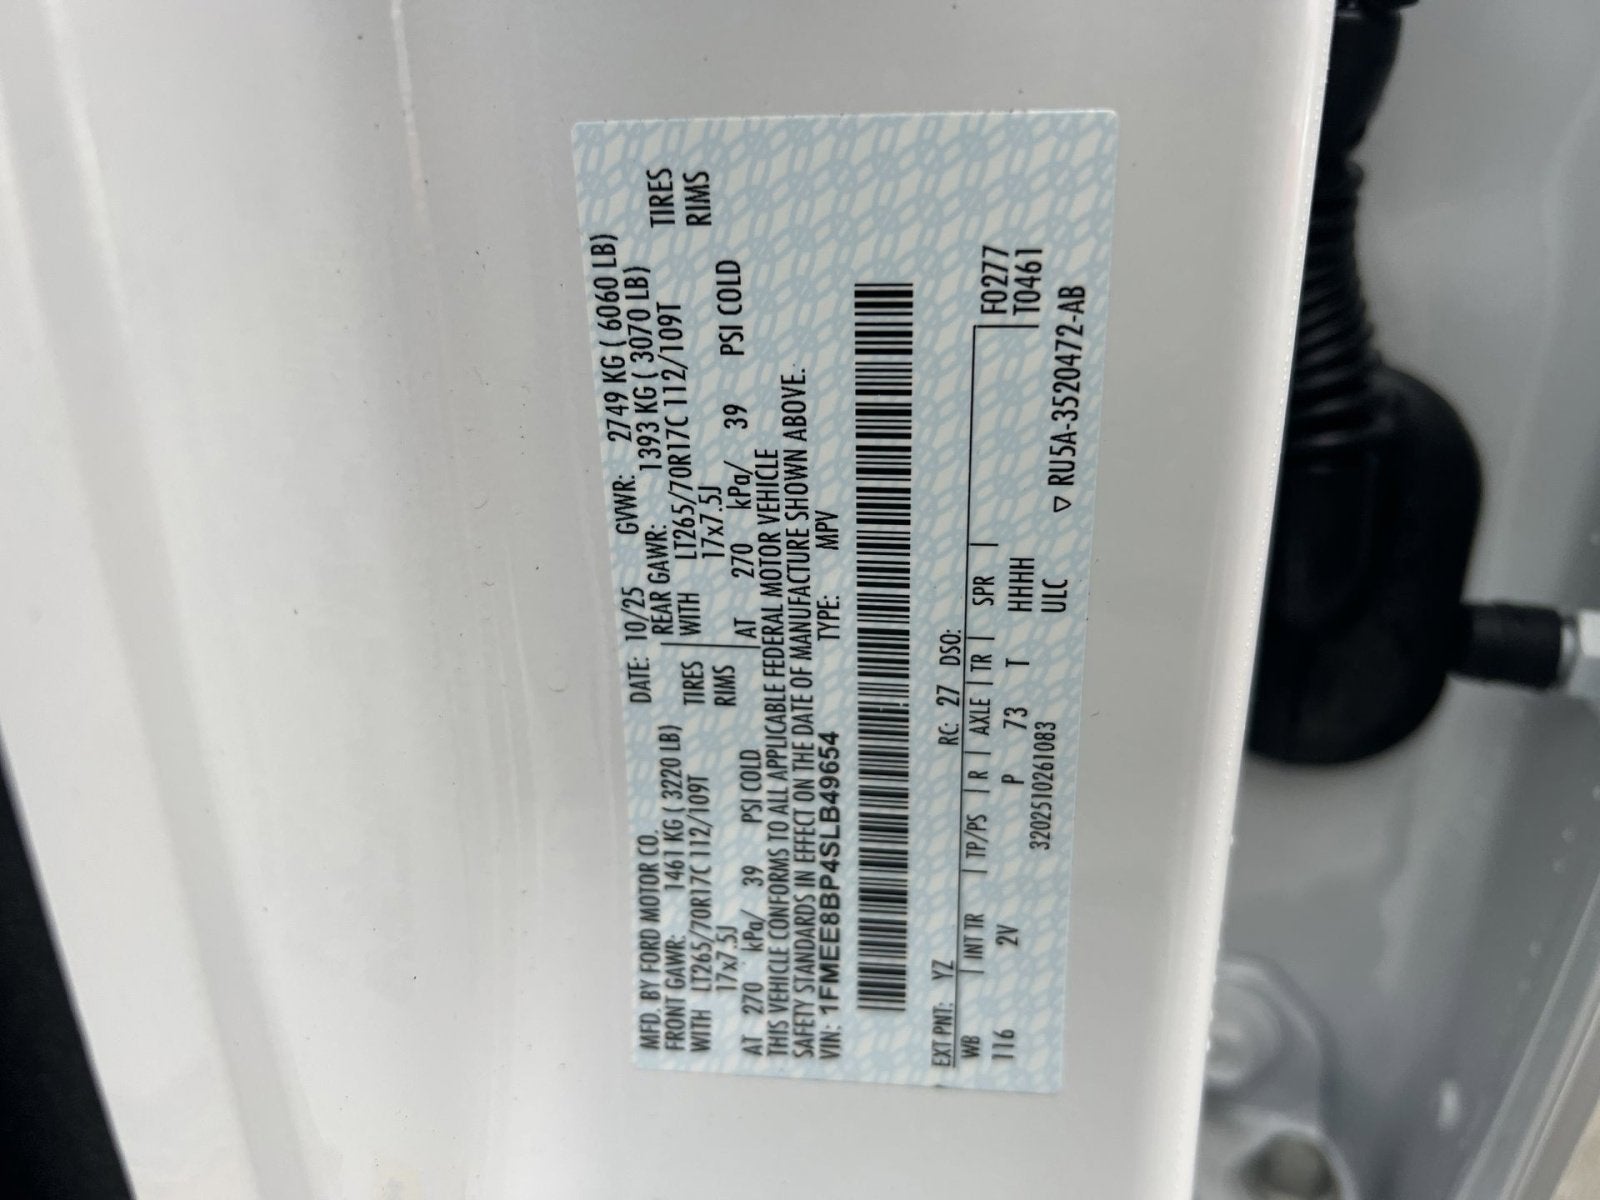 MFD. BY FORD MOTOR CO. DATE: 10/25 GVWR: 2749 KG ( 6060 LB)
FRONT GAWR: 1461 KG ( 3220 LB) REAR GAWR: 1393 KG ( 3070 LB)
WITH LT265/70R17C 112/109T TIRES WITH LT265/70R17C 112/109T TIRES
17x7.5J RIMS 17x7.5J RIMS
AT 270 kPa/ 39 PSI COLD AT 270 kPa/ 39 PSI COLD
THIS VEHICLE CONFORMS TO ALL APPLICABLE FEDERAL MOTOR VEHICLE
SAFETY STANDARDS IN EFFECT ON THE DATE OF MANUFACTURE SHOWN ABOVE.
VIN: 1FMEE8BP4SLB49654 TYPE: MPV
EXT PNT: YZ RC: 27 DSO:
WB INT TR TP/PS R AXLE TR SPR F0277
116 2V P 73 T HHHH T0461
3202510261083 ULC ▽ RU5A-3520472-AB